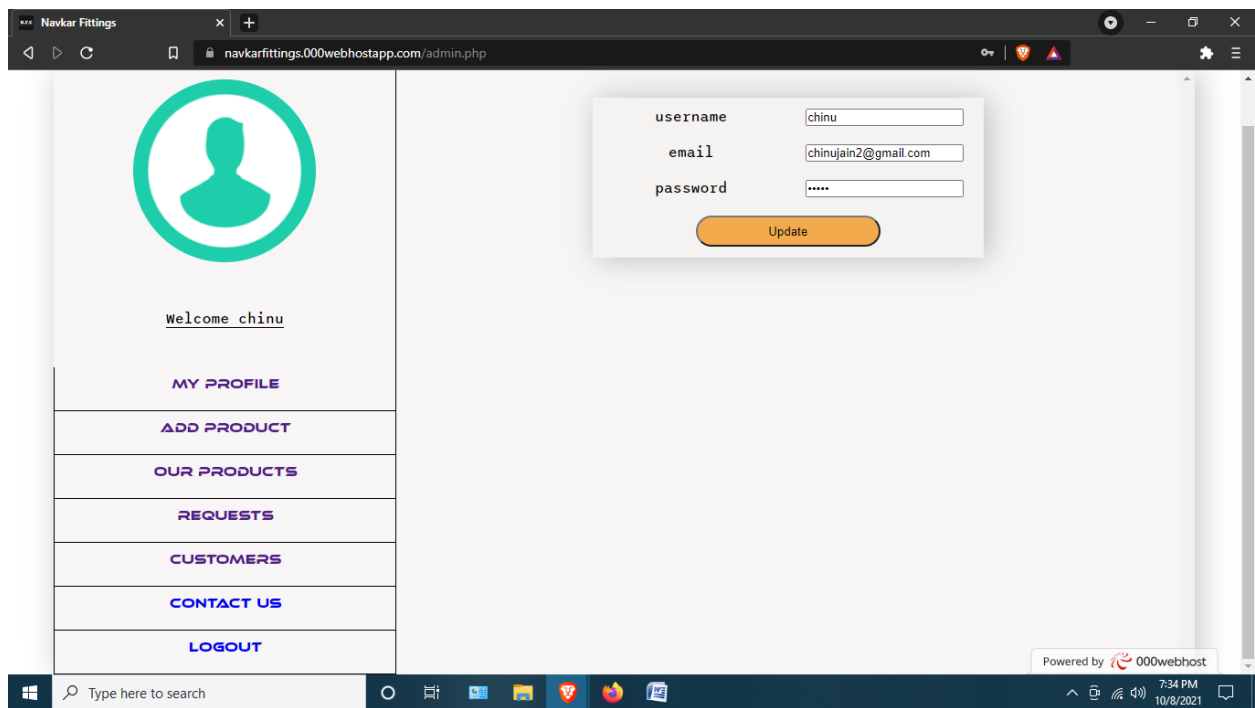 Navkar Fittings
navkarfittings.000webhostapp.com/admin.php
username chinu
email chinujain2@gmail.com
password •••••
Update
Welcome chinu
MY PROFILE
ADD PRODUCT
OUR PRODUCTS
REQUESTS
CUSTOMERS
CONTACT US
LOGOUT
Powered by 000webhost
Type here to search
7:34 PM
10/8/2021